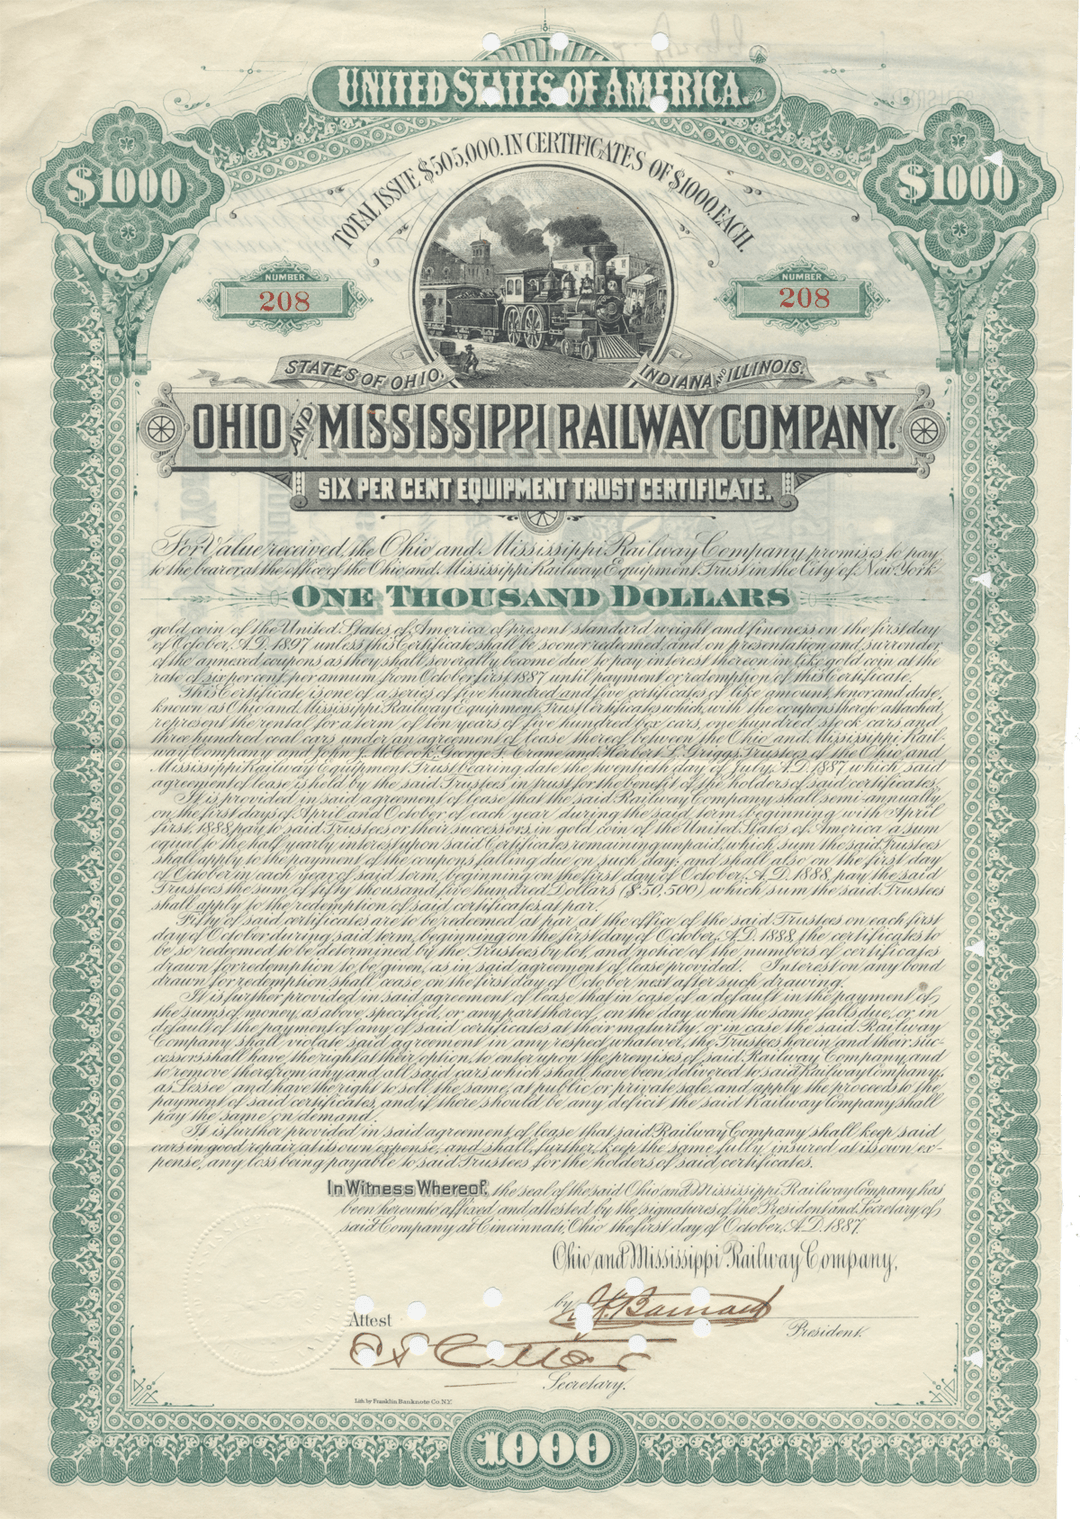 UNITED STATES OF AMERICA.
TOTAL ISSUE $505,000. IN CERTIFICATES OF $1000. EACH.
$1000
$1000
NUMBER
208
NUMBER
208
STATES OF OHIO,
INDIANA AND ILLINOIS.
OHIO AND MISSISSIPPI RAILWAY COMPANY.
SIX PER CENT EQUIPMENT TRUST CERTIFICATE.
For Value received, the Ohio and Mississippi Railway Company promises to pay
to the bearer at the office of the Ohio and Mississippi Railway Equipment Trust in the City of New York
ONE THOUSAND DOLLARS
gold coin of the United States of America of present standard weight and fineness on the first day
of October, A.D. 1897 unless this Certificate shall be sooner redeemed, and on presentation and surrender
of the annexed coupons as they shall severally become due to pay interest thereon in like gold coin at the
rate of six per cent. per annum from October first, 1887 until payment or redemption of this Certificate.
This Certificate is one of a series of five hundred and five certificates of like amount, tenor and date,
known as Ohio and Mississippi Railway Equipment Trust Certificates which, with the coupons thereto attached,
represent the rental for a term of ten years of five hundred box cars, one hundred stock cars and
three hundred coal cars under an agreement of lease thereof between the Ohio and Mississippi Rail-
way Company and John J. McCook, George F. Crane and Herbert L. Griggs, Trustees of the Ohio and
Mississippi Railway Equipment Trust bearing date the twentieth day of July, A.D. 1887 which said
agreement of lease is held by the said Trustees in trust for the benefit of the holders of said certificates.
It is provided in said agreement of lease that the said Railway Company shall semi-annually
on the first days of April and October of each year during the said term, beginning with April
first, 1888, pay to said Trustees or their successors, in gold coin of the United States of America a sum
equal to the half yearly interest upon said Certificates remaining unpaid, which sum the said Trustees
shall apply to the payment of the coupons falling due on such day; and shall also on the first day
of October in each year of said term, beginning on the first day of October, A.D. 1888, pay the said
Trustees the sum of fifty thousand, five hundred Dollars ($50,500) which sum the said Trustees
shall apply to the redemption of said certificates, at par.
Fifty of said certificates are to be redeemed at par, at the office of the said Trustees on each first
day of October during said term, beginning on the first day of October, A.D. 1888, the certificates to
be so redeemed to be determined by the Trustees by lot, and notice of the numbers of certificates
drawn for redemption to be given, as in said agreement of lease provided. Interest on any bond
drawn for redemption shall cease on the first day of October next after such drawing.
It is further provided in said agreement of lease that in case of a default in the payment of
the sums of money, as above specified, or any part thereof, on the day when the same falls due, or in
default of the payment of any of said certificates at their maturity, or in case the said Railway
Company shall violate said agreement in any respect whatever, the Trustees herein and their suc-
cessors shall have the right at their option, to enter upon the premises of said Railway Company, and
to remove therefrom any and all said cars which shall have been delivered to said Railway Company,
as Lessee and have the right to sell the same, at public or private sale, and apply the proceeds to the
payment of said certificates, and if there should be any deficit the said Railway Company shall
pay the same on demand.
It is further provided in said agreement of lease that said Railway Company shall keep said
cars in good repair, at its own expense, and shall, further, keep the same fully insured at its own ex-
pense, any loss being payable to said Trustees for the holders of said certificates.
In Witness Whereof, the seal of the said Ohio and Mississippi Railway Company has
been hereunto affixed and attested by the signatures of the President and Secretary of
said Company at Cincinnati, Ohio the first day of October, A.D. 1887.
Ohio and Mississippi Railway Company,
by
Barnard
President.
Attest
Secretary.
Lith. by Franklin Banknote Co. N.Y.
1000